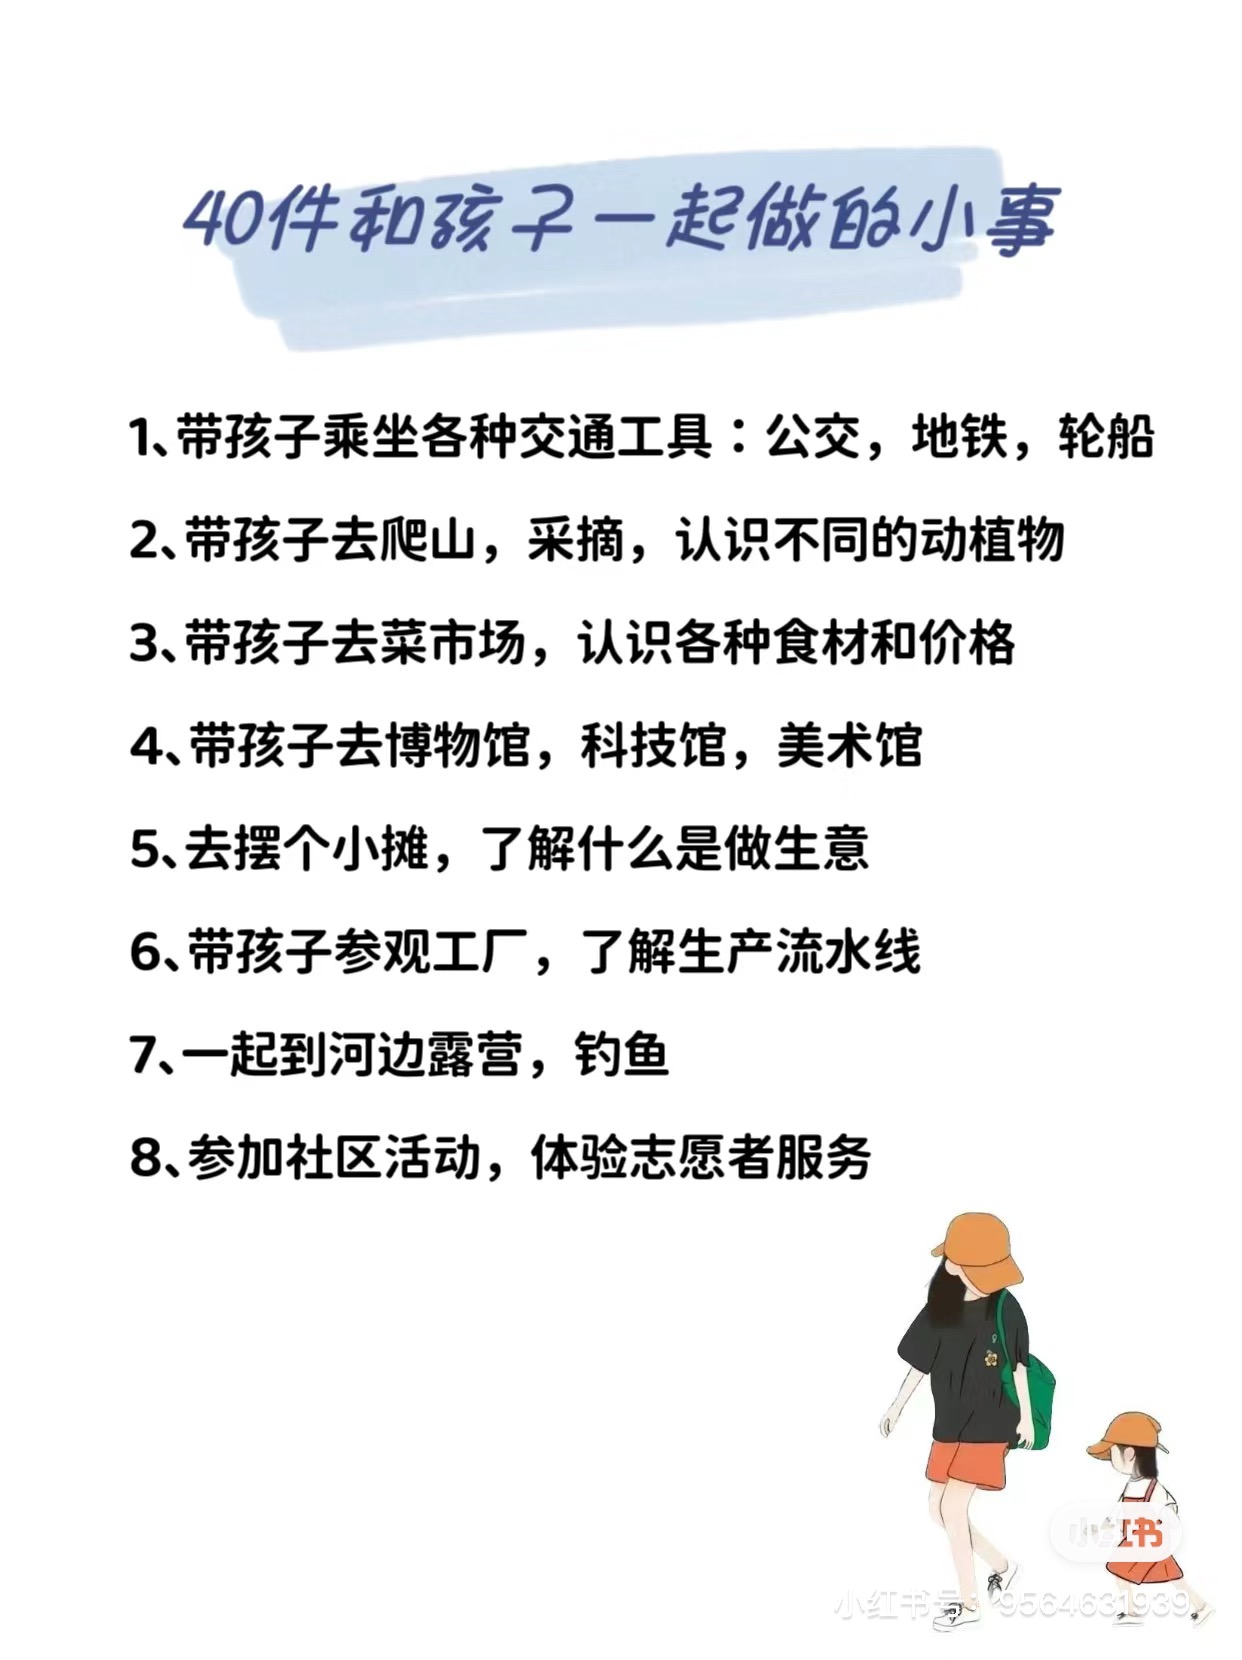 40件和孩子一起做的小事
1、带孩子乘坐各种交通工具：公交，地铁，轮船
2、带孩子去爬山，采摘，认识不同的动植物
3、带孩子去菜市场，认识各种食材和价格
4、带孩子去博物馆，科技馆，美术馆
5、去摆个小摊，了解什么是做生意
6、带孩子参观工厂，了解生产流水线
7、一起到河边露营，钓鱼
8、参加社区活动，体验志愿者服务
小红书
小红书号：9564631939